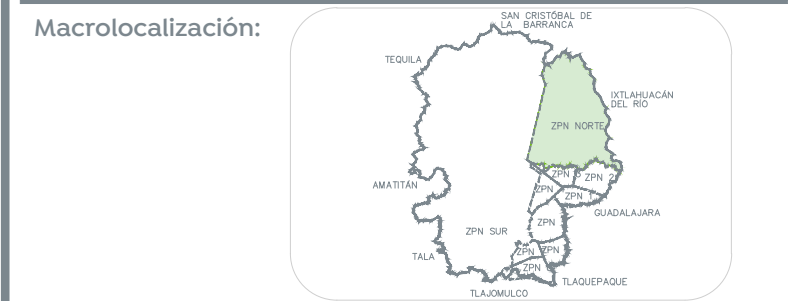 Macrolocalización:
SAN CRISTÓBAL DE
LA BARRANCA
TEQUILA
IXTLAHUACÁN
DEL RÍO
ZPN NORTE
ZPN
ZPN 2
AMATITÁN
ZPN
ZPN 1
GUADALAJARA
ZPN
ZPN SUR
ZPN
ZPN
TALA
ZPN
TLAQUEPAQUE
TLAJOMULCO